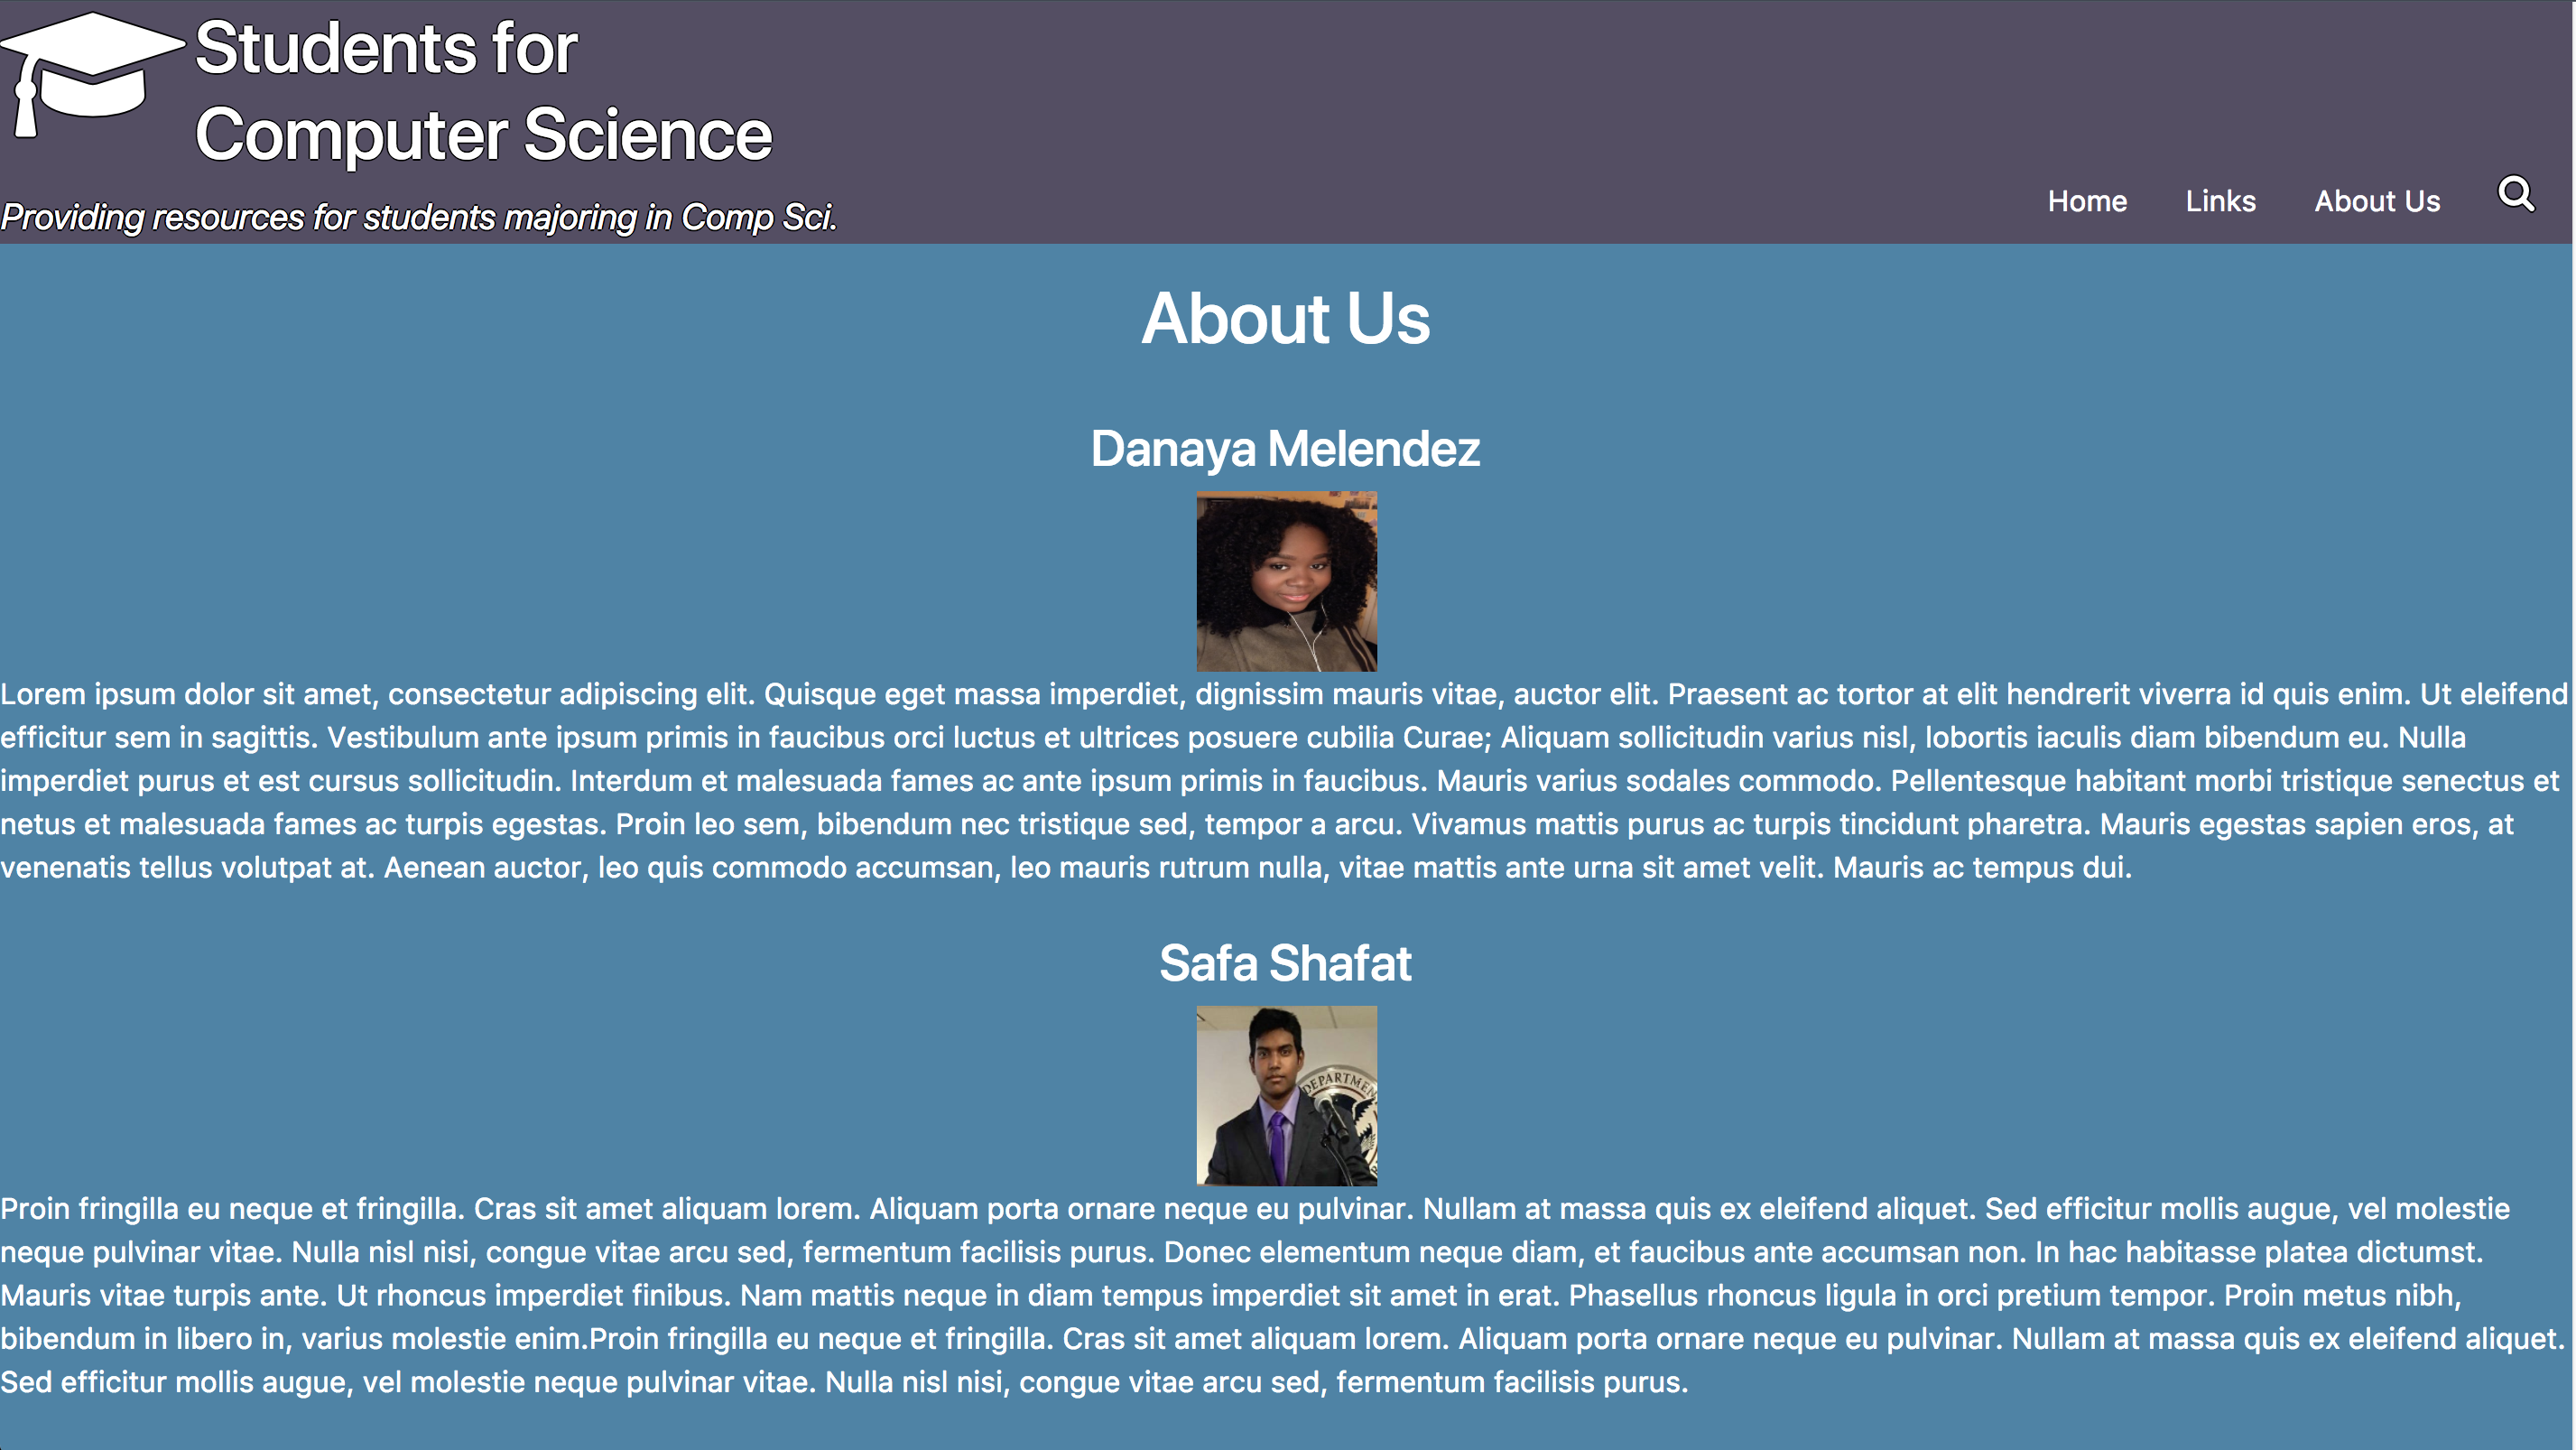 Students for
Computer Science
Providing resources for students majoring in Comp Sci.
Home Links About Us
About Us
Danaya Melendez
Lorem ipsum dolor sit amet, consectetur adipiscing elit. Quisque eget massa imperdiet, dignissim mauris vitae, auctor elit. Praesent ac tortor at elit hendrerit viverra id quis enim. Ut eleifend
efficitur sem in sagittis. Vestibulum ante ipsum primis in faucibus orci luctus et ultrices posuere cubilia Curae; Aliquam sollicitudin varius nisl, lobortis iaculis diam bibendum eu. Nulla
imperdiet purus et est cursus sollicitudin. Interdum et malesuada fames ac ante ipsum primis in faucibus. Mauris varius sodales commodo. Pellentesque habitant morbi tristique senectus et
netus et malesuada fames ac turpis egestas. Proin leo sem, bibendum nec tristique sed, tempor a arcu. Vivamus mattis purus ac turpis tincidunt pharetra. Mauris egestas sapien eros, at
venenatis tellus volutpat at. Aenean auctor, leo quis commodo accumsan, leo mauris rutrum nulla, vitae mattis ante urna sit amet velit. Mauris ac tempus dui.
Safa Shafat
DEPARTMEN
Proin fringilla eu neque et fringilla. Cras sit amet aliquam lorem. Aliquam porta ornare neque eu pulvinar. Nullam at massa quis ex eleifend aliquet. Sed efficitur mollis augue, vel molestie
neque pulvinar vitae. Nulla nisl nisi, congue vitae arcu sed, fermentum facilisis purus. Donec elementum neque diam, et faucibus ante accumsan non. In hac habitasse platea dictumst.
Mauris vitae turpis ante. Ut rhoncus imperdiet finibus. Nam mattis neque in diam tempus imperdiet sit amet in erat. Phasellus rhoncus ligula in orci pretium tempor. Proin metus nibh,
bibendum in libero in, varius molestie enim.Proin fringilla eu neque et fringilla. Cras sit amet aliquam lorem. Aliquam porta ornare neque eu pulvinar. Nullam at massa quis ex eleifend aliquet.
Sed efficitur mollis augue, vel molestie neque pulvinar vitae. Nulla nisl nisi, congue vitae arcu sed, fermentum facilisis purus.